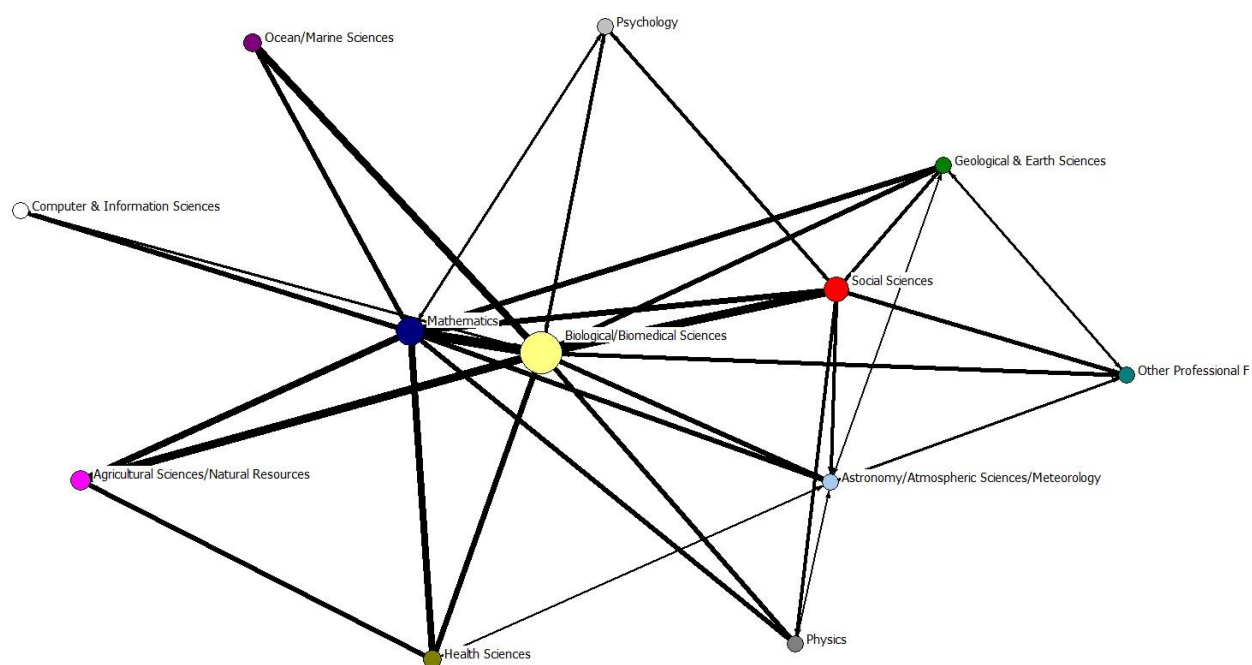 Psychology
Ocean/Marine Sciences
Geological & Earth Sciences
Computer & Information Sciences
Social Sciences
Mathematics
Biological/Biomedical Sciences
Other Professional F
Agricultural Sciences/Natural Resources
Astronomy/Atmospheric Sciences/Meteorology
Physics
Health Sciences